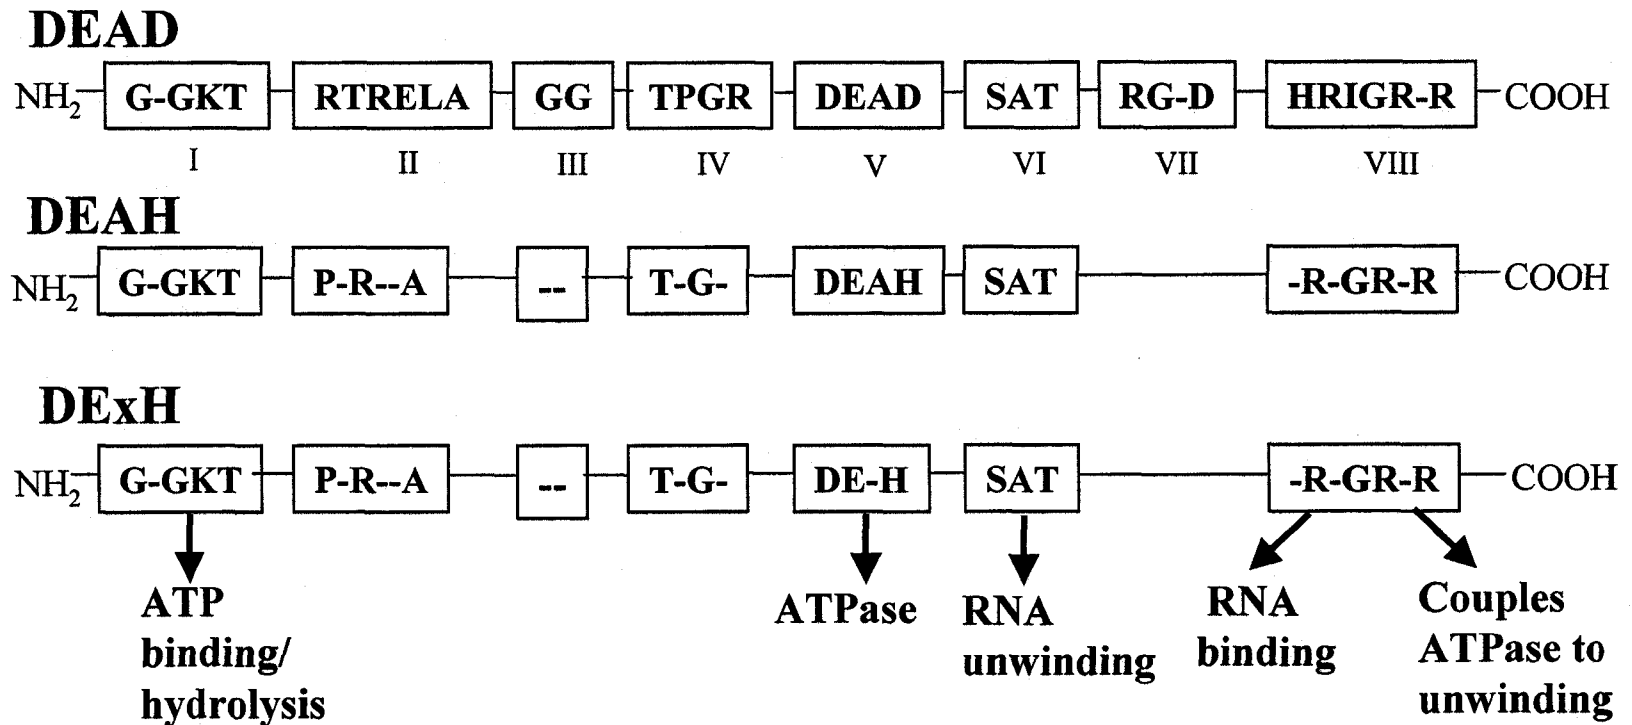 DEAD
NH2 G-GKT RTRELA GG TPGR DEAD SAT RG-D HRIGR-R COOH
I II III IV V VI VII VIII
DEAH
NH2 G-GKT P-R--A -- T-G- DEAH SAT -R-GR-R COOH
DExH
NH2 G-GKT P-R--A -- T-G- DE-H SAT -R-GR-R COOH
ATP
binding/
hydrolysis
ATPase
RNA
unwinding
RNA
binding
Couples
ATPase to
unwinding